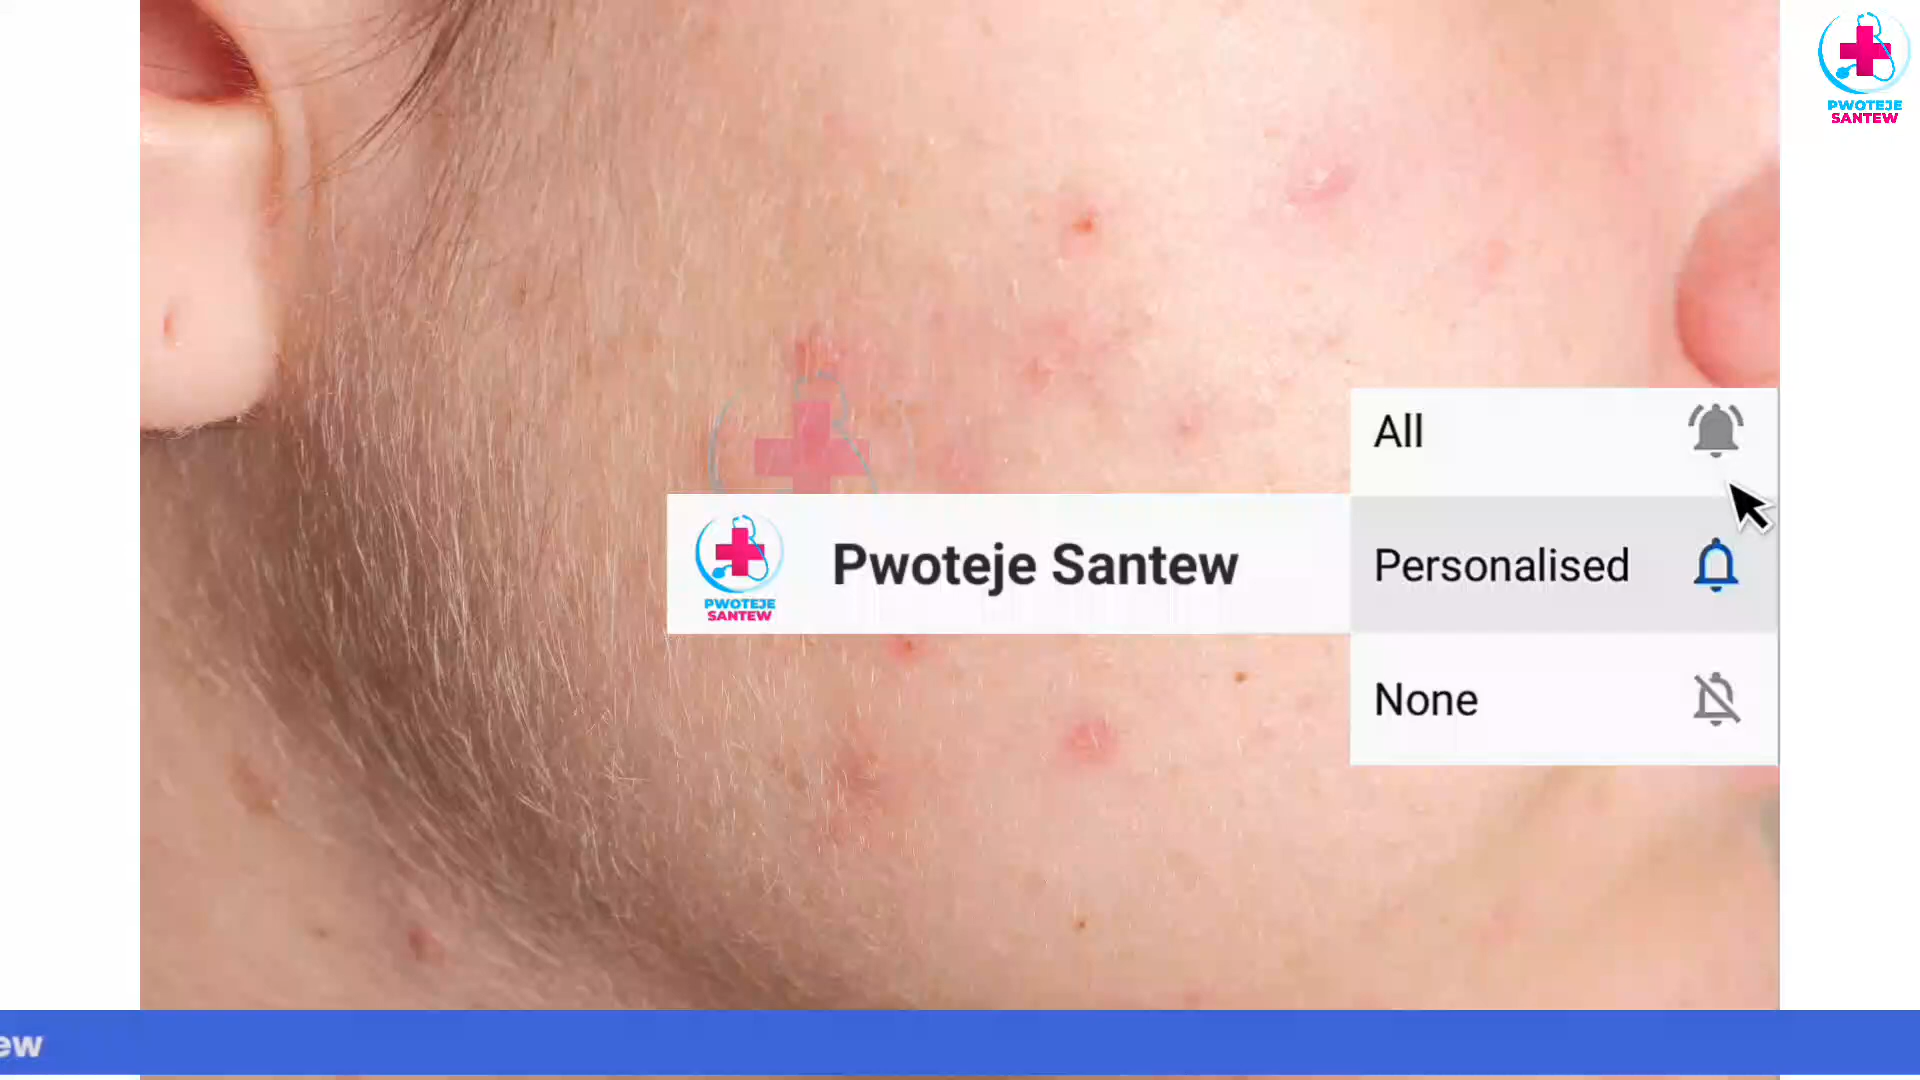 PWOTEJE
SANTEW
All
PWOTEJE
SANTEW
Pwoteje Santew
Personalised
None
ew